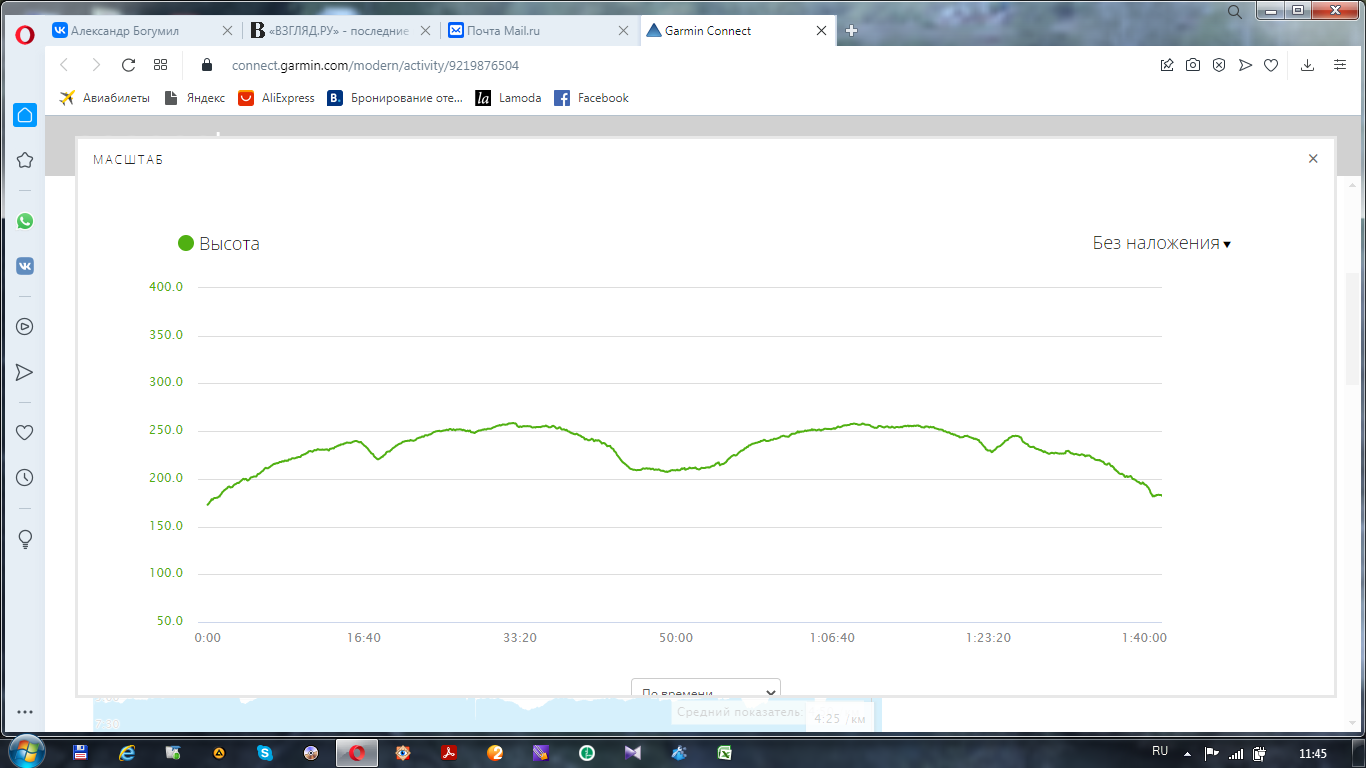 Александр Богумил
«ВЗГЛЯД.РУ» - последние
Почта Mail.ru
Garmin Connect
connect.garmin.com/modern/activity/9219876504
Авиабилеты
Яндекс
AliExpress
B. Бронирование оте...
la Lamoda
Facebook
МАСШТАБ
Высота
Без наложения
400.0
350.0
300.0
250.0
200.0
150.0
100.0
50.0
0:00 16:40 33:20 50:00 1:06:40 1:23:20 1:40:00
По времени
Средний показатель:
4:25 /км
RU
11:45